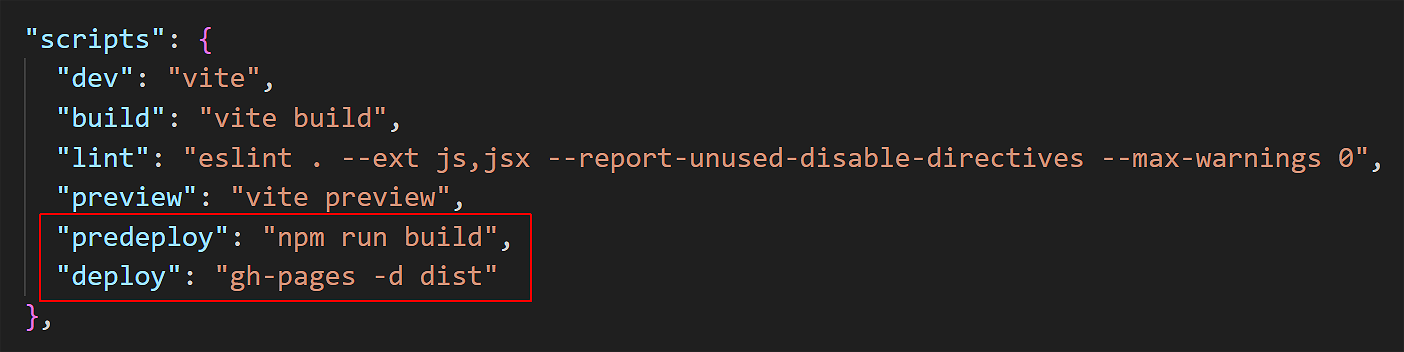 "scripts": {
"dev": "vite",
"build": "vite build",
"lint": "eslint . --ext js,jsx --report-unused-disable-directives --max-warnings 0",
"preview": "vite preview",
"predeploy": "npm run build",
"deploy": "gh-pages -d dist"
},